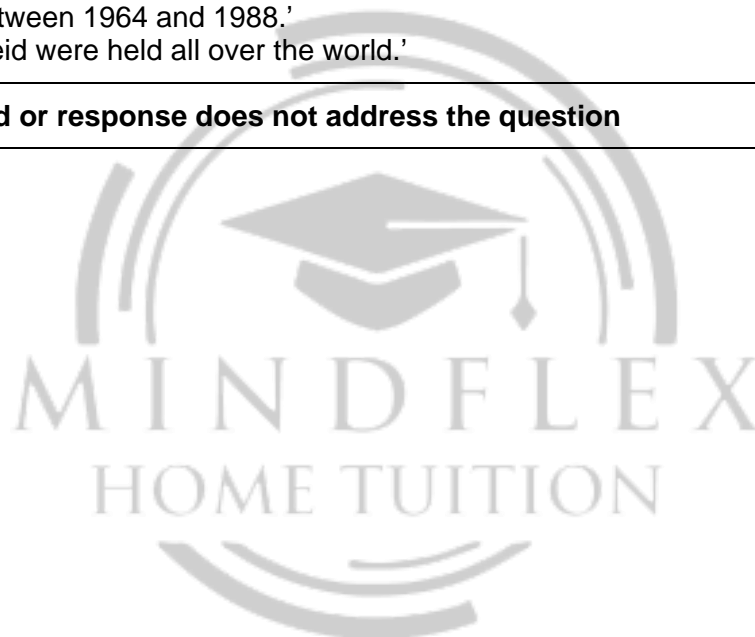 tween 1964 and 1988.’
eid were held all over the world.’
d or response does not address the question
MINDFLEX
HOME TUITION